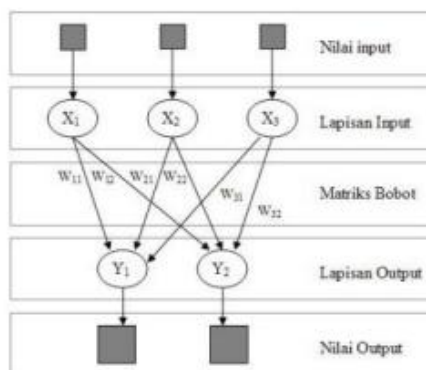 Nilai input
X₁ X₂ X₃ Lapisan Input
W₁₁ W₁₂ W₂₁ W₂₂ W₃₁ W₃₂ Matriks Bobot
Y₁ Y₂ Lapisan Output
Nilai Output